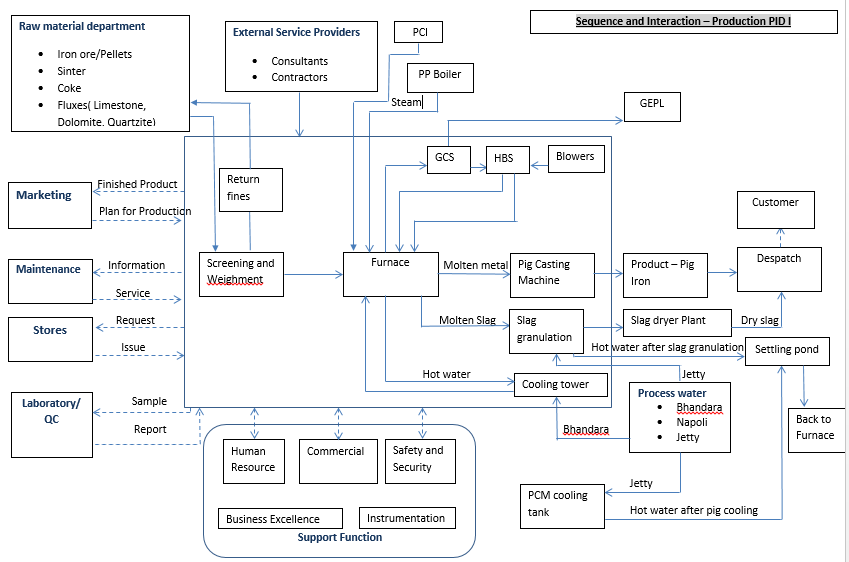 Sequence and Interaction – Production PID I
Raw material department
• Iron ore/Pellets
• Sinter
• Coke
• Fluxes( Limestone,
Dolomite. Quartzite)
External Service Providers
• Consultants
• Contractors
PCI
PP Boiler
Steam
GEPL
GCS
HBS
Blowers
Marketing
Finished Product
Plan for Production
Return
fines
Customer
Maintenance
Information
Service
Screening and
Weighment
Furnace
Molten metal
Pig Casting
Machine
Product – Pig
Iron
Despatch
Stores
Request
Issue
Molten Slag
Slag
granulation
Slag dryer Plant
Dry slag
Hot water after slag granulation
Settling pond
Hot water
Cooling tower
Jetty
Process water
• Bhandara
• Napoli
• Jetty
Back to
Furnace
Laboratory/
QC
Sample
Report
Bhandara
Human
Resource
Commercial
Safety and
Security
Jetty
PCM cooling
tank
Hot water after pig cooling
Business Excellence
Instrumentation
Support Function